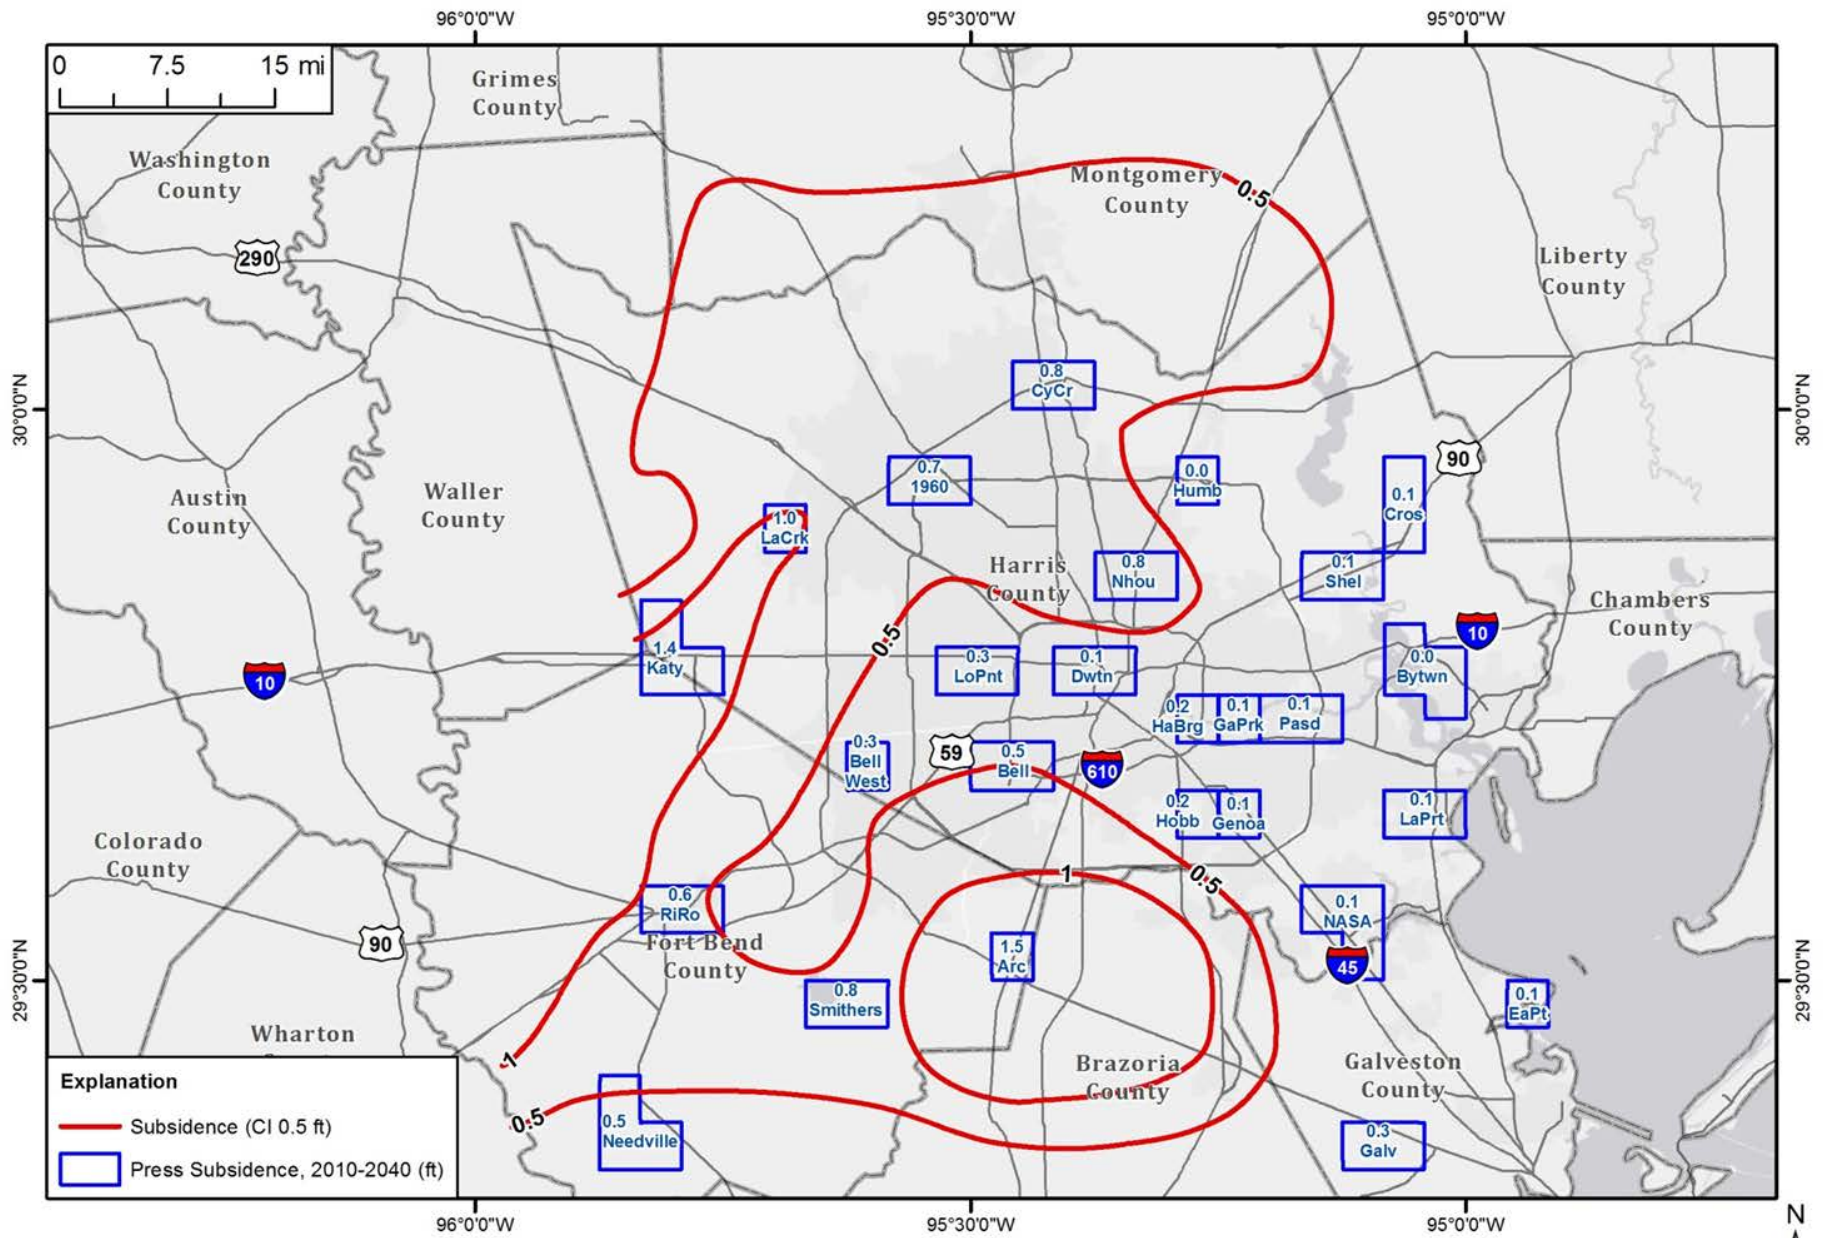 96°0'0"W
95°30'0"W
95°0'0"W
0
7.5
15 mi
Grimes
County
Washington
County
Montgomery
County
0.5
290
Liberty
County
30°0'0"N
30°0'0"N
0.8
CyCr
90
0.7
1960
0.0
Humb
0.1
Cros
Austin
County
Waller
County
1.0
LaCrk
Harris
County
0.8
Nhou
0.1
Shel
Chambers
County
10
0.5
1.4
Katy
0.3
LoPnt
0.1
Dwtn
0.0
Bytwn
10
0.2
HaBrg
0.1
GaPrk
0.1
Pasd
0.3
Bell
West
59
0.5
Bell
610
0.2
Hobb
0.1
Genoa
0.1
LaPrt
Colorado
County
1
0.5
0.6
RiRo
0.1
NASA
90
Fort Bend
County
1.5
Arc
45
29°30'0"N
29°30'0"N
0.8
Smithers
0.1
EaPt
Wharton
1
Brazoria
County
Galveston
County
Explanation
Subsidence (CI 0.5 ft)
Press Subsidence, 2010-2040 (ft)
0.5
0.5
Needville
0.3
Galv
96°0'0"W
95°30'0"W
95°0'0"W
N